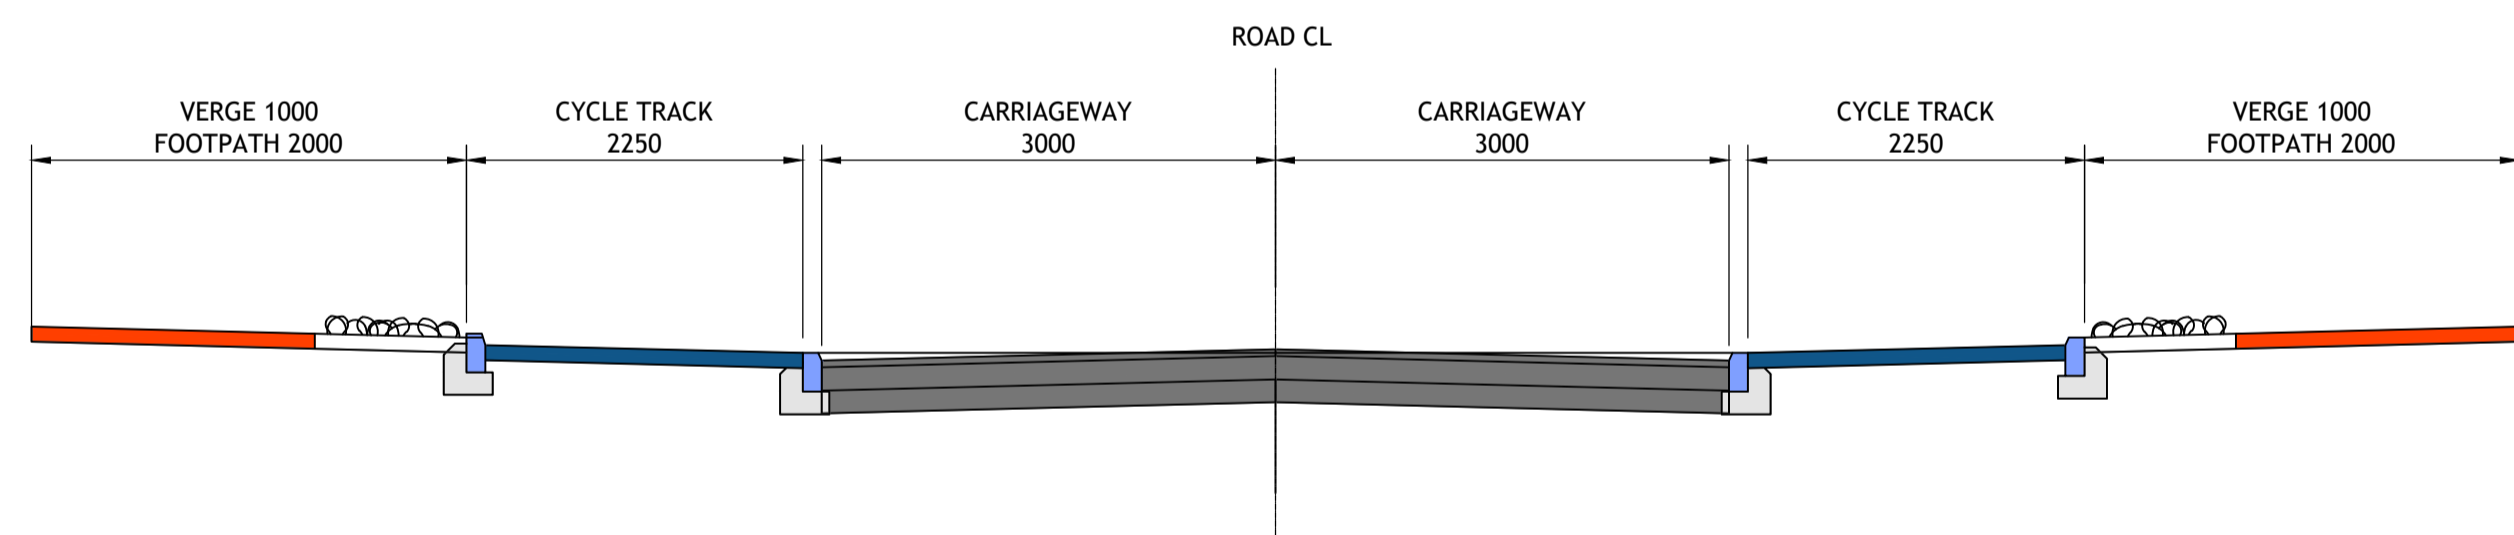 ROAD CL
VERGE 1000
FOOTPATH 2000
CYCLE TRACK
2250
CARRIAGEWAY
3000
CARRIAGEWAY
3000
CYCLE TRACK
2250
VERGE 1000
FOOTPATH 2000